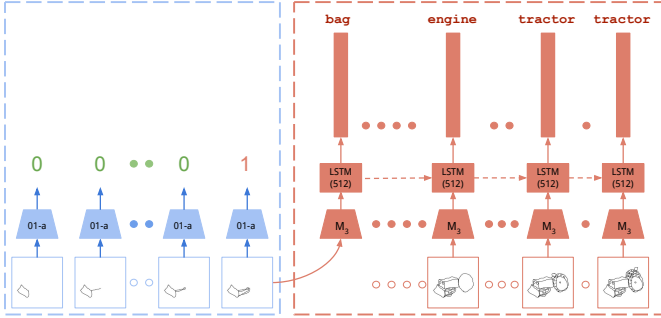 bag engine tractor tractor
0 0 0 1
LSTM (512) LSTM (512) LSTM (512) LSTM (512)
01-a 01-a 01-a 01-a M3 M3 M3 M3